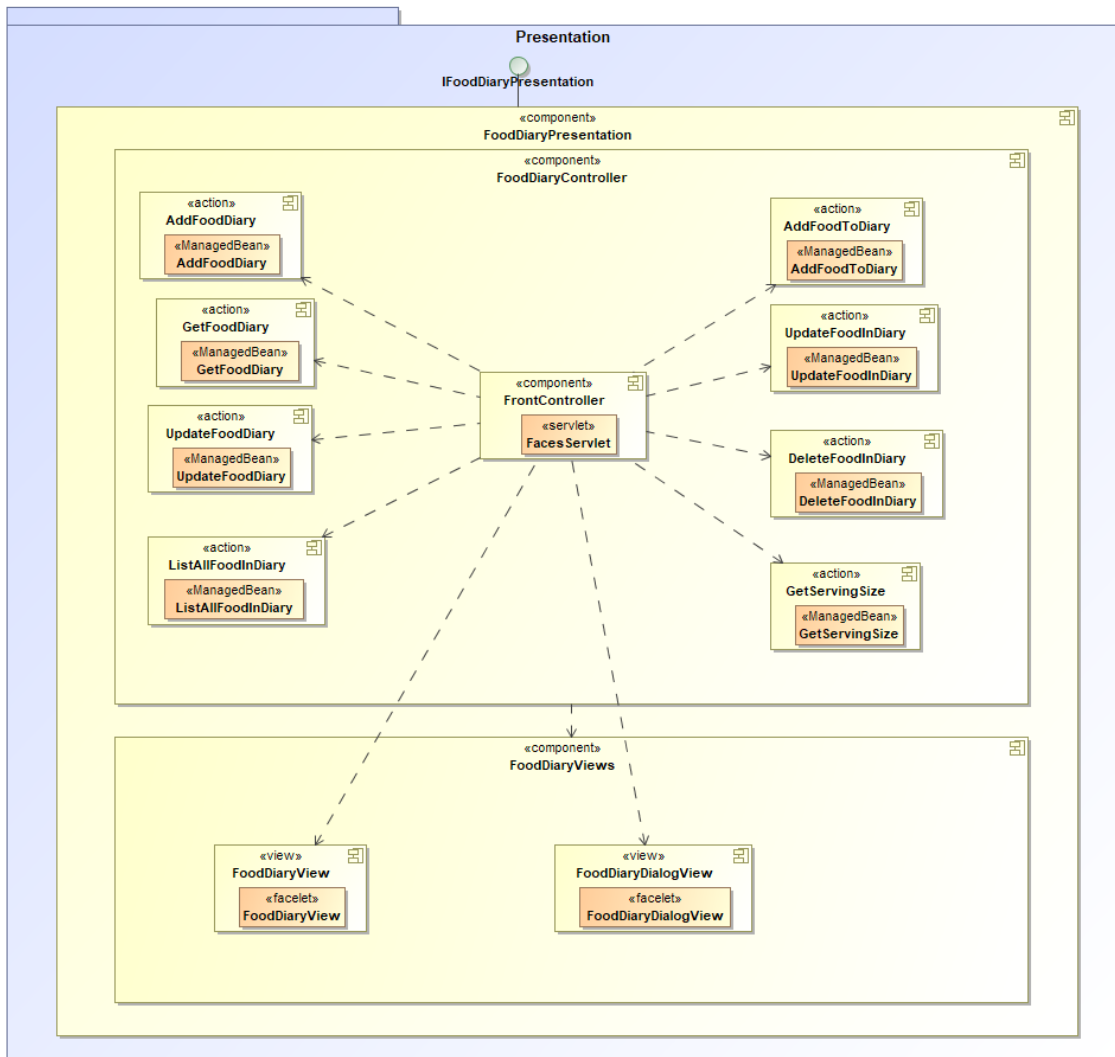 Presentation
IFoodDiaryPresentation
«component»
FoodDiaryPresentation
«component»
FoodDiaryController
«action»
AddFoodDiary
«ManagedBean»
AddFoodDiary
«action»
GetFoodDiary
«ManagedBean»
GetFoodDiary
«action»
UpdateFoodDiary
«ManagedBean»
UpdateFoodDiary
«action»
ListAllFoodInDiary
«ManagedBean»
ListAllFoodInDiary
«component»
FrontController
«servlet»
FacesServlet
«action»
AddFoodToDiary
«ManagedBean»
AddFoodToDiary
«action»
UpdateFoodInDiary
«ManagedBean»
UpdateFoodInDiary
«action»
DeleteFoodInDiary
«ManagedBean»
DeleteFoodInDiary
«action»
GetServingSize
«ManagedBean»
GetServingSize
«component»
FoodDiaryViews
«view»
FoodDiaryView
«facelet»
FoodDiaryView
«view»
FoodDiaryDialogView
«facelet»
FoodDiaryDialogView